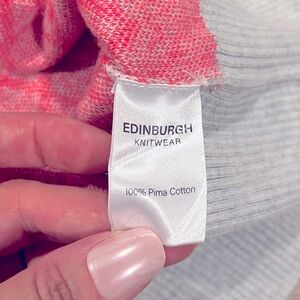 EDINBURGH
KNITWEAR
100% Pima Cotton